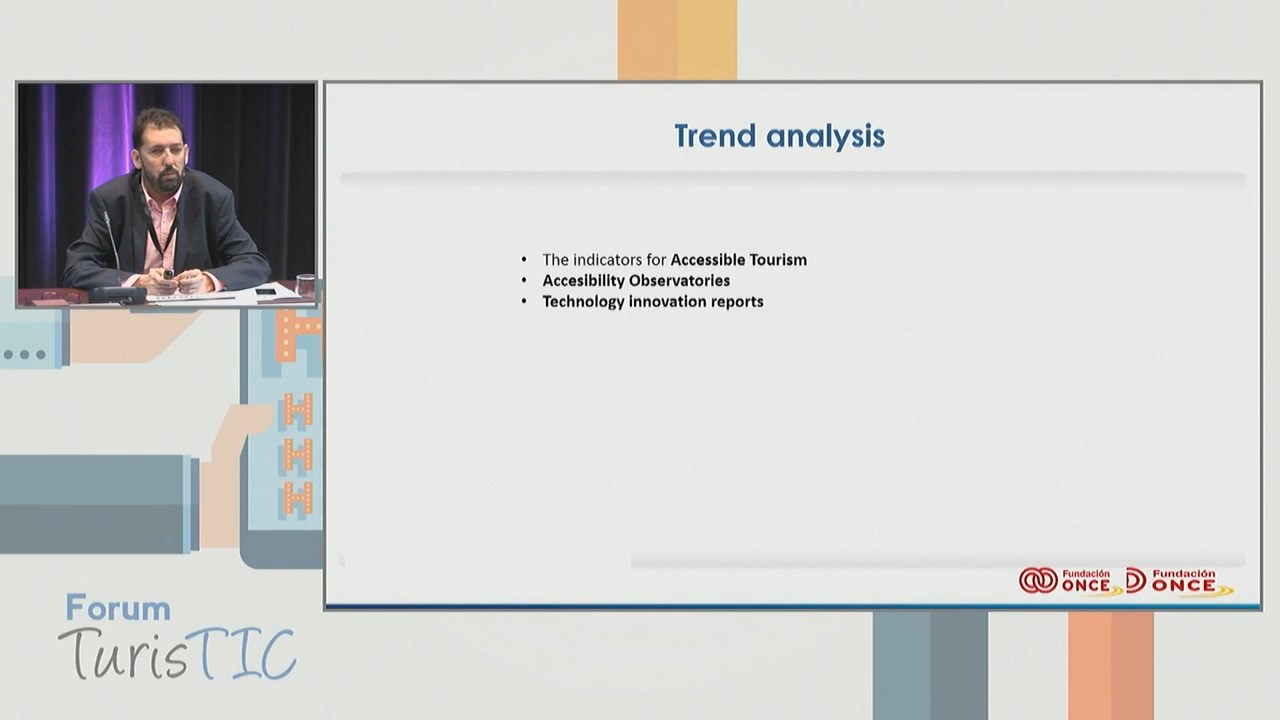 Trend analysis
• The indicators for Accessible Tourism
• Accesibility Observatories
• Technology innovation reports
Fundación
ONCE
Fundación
ONCE
H
H
H
H
Forum
TurisTIC